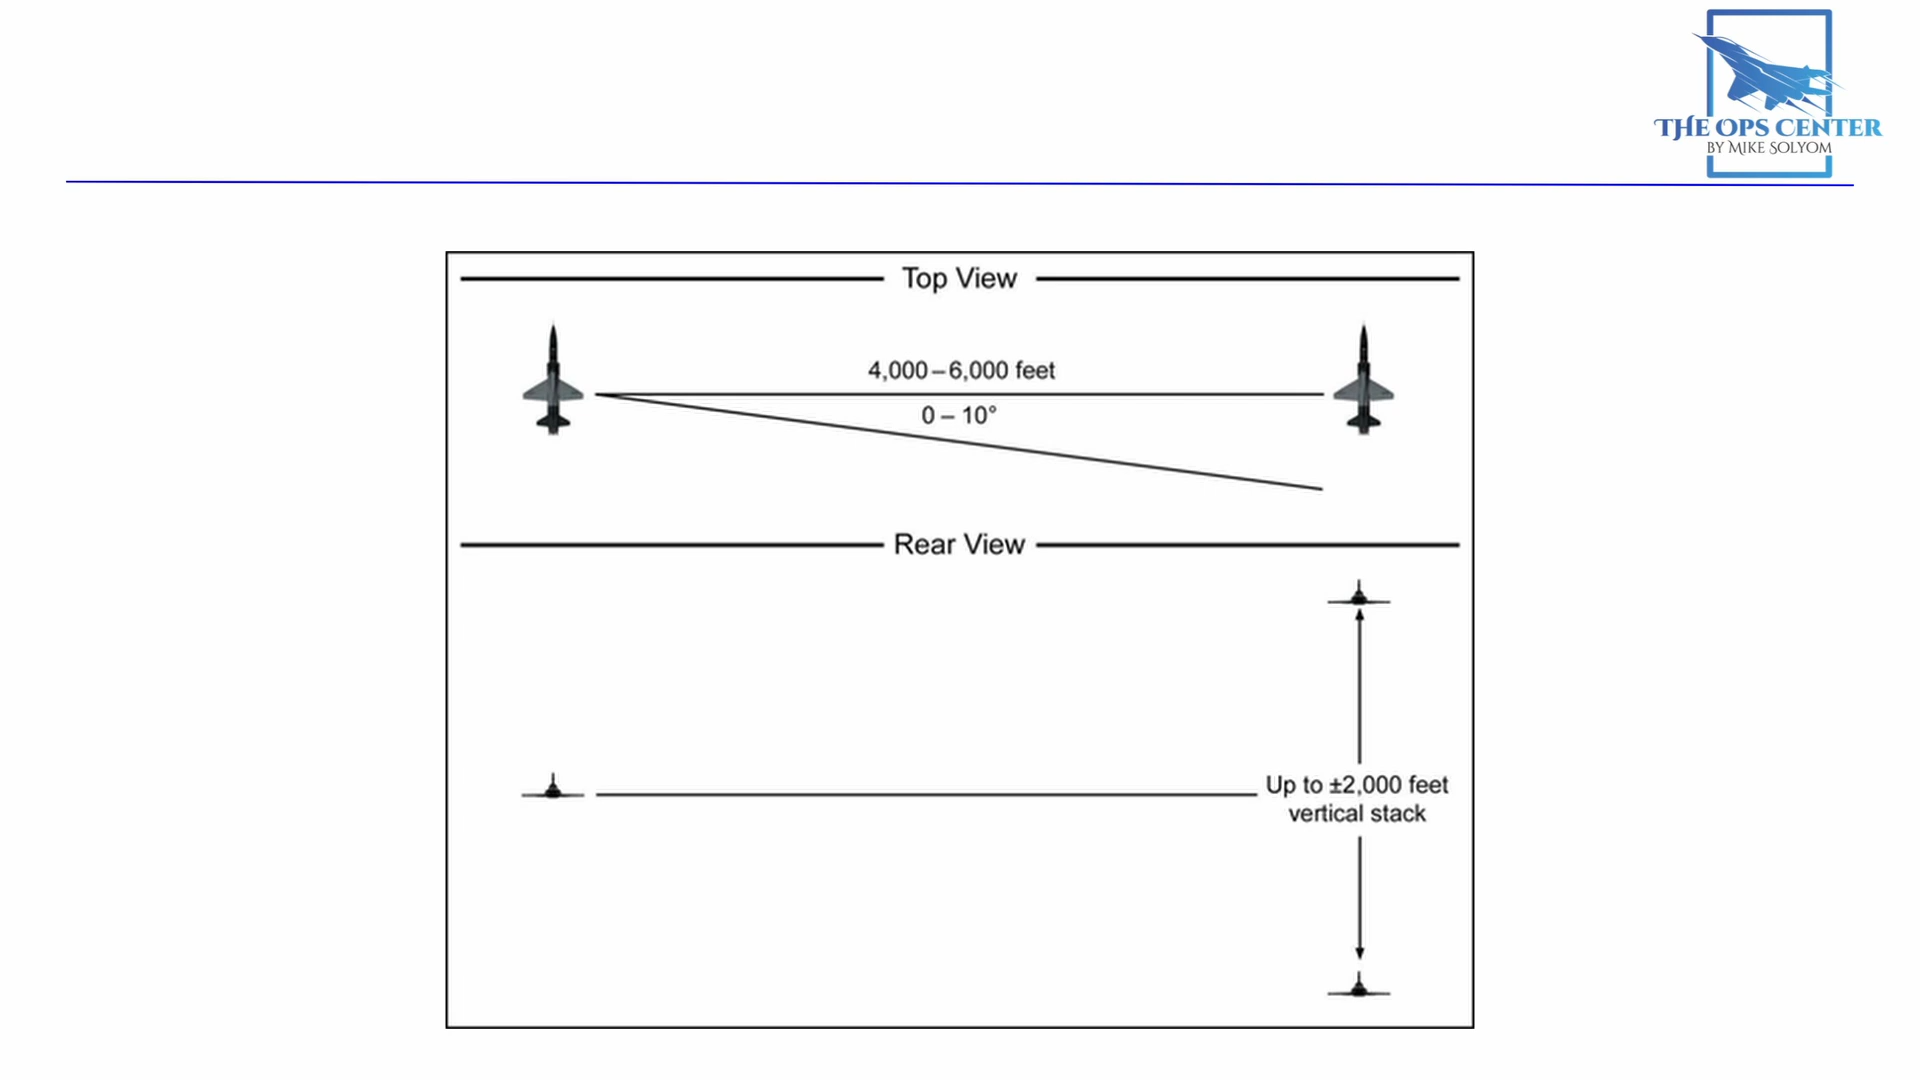 THE OPS CENTER
BY MIKE SOLYOM
Top View
4,000–6,000 feet
0 – 10°
Rear View
Up to ±2,000 feet
vertical stack